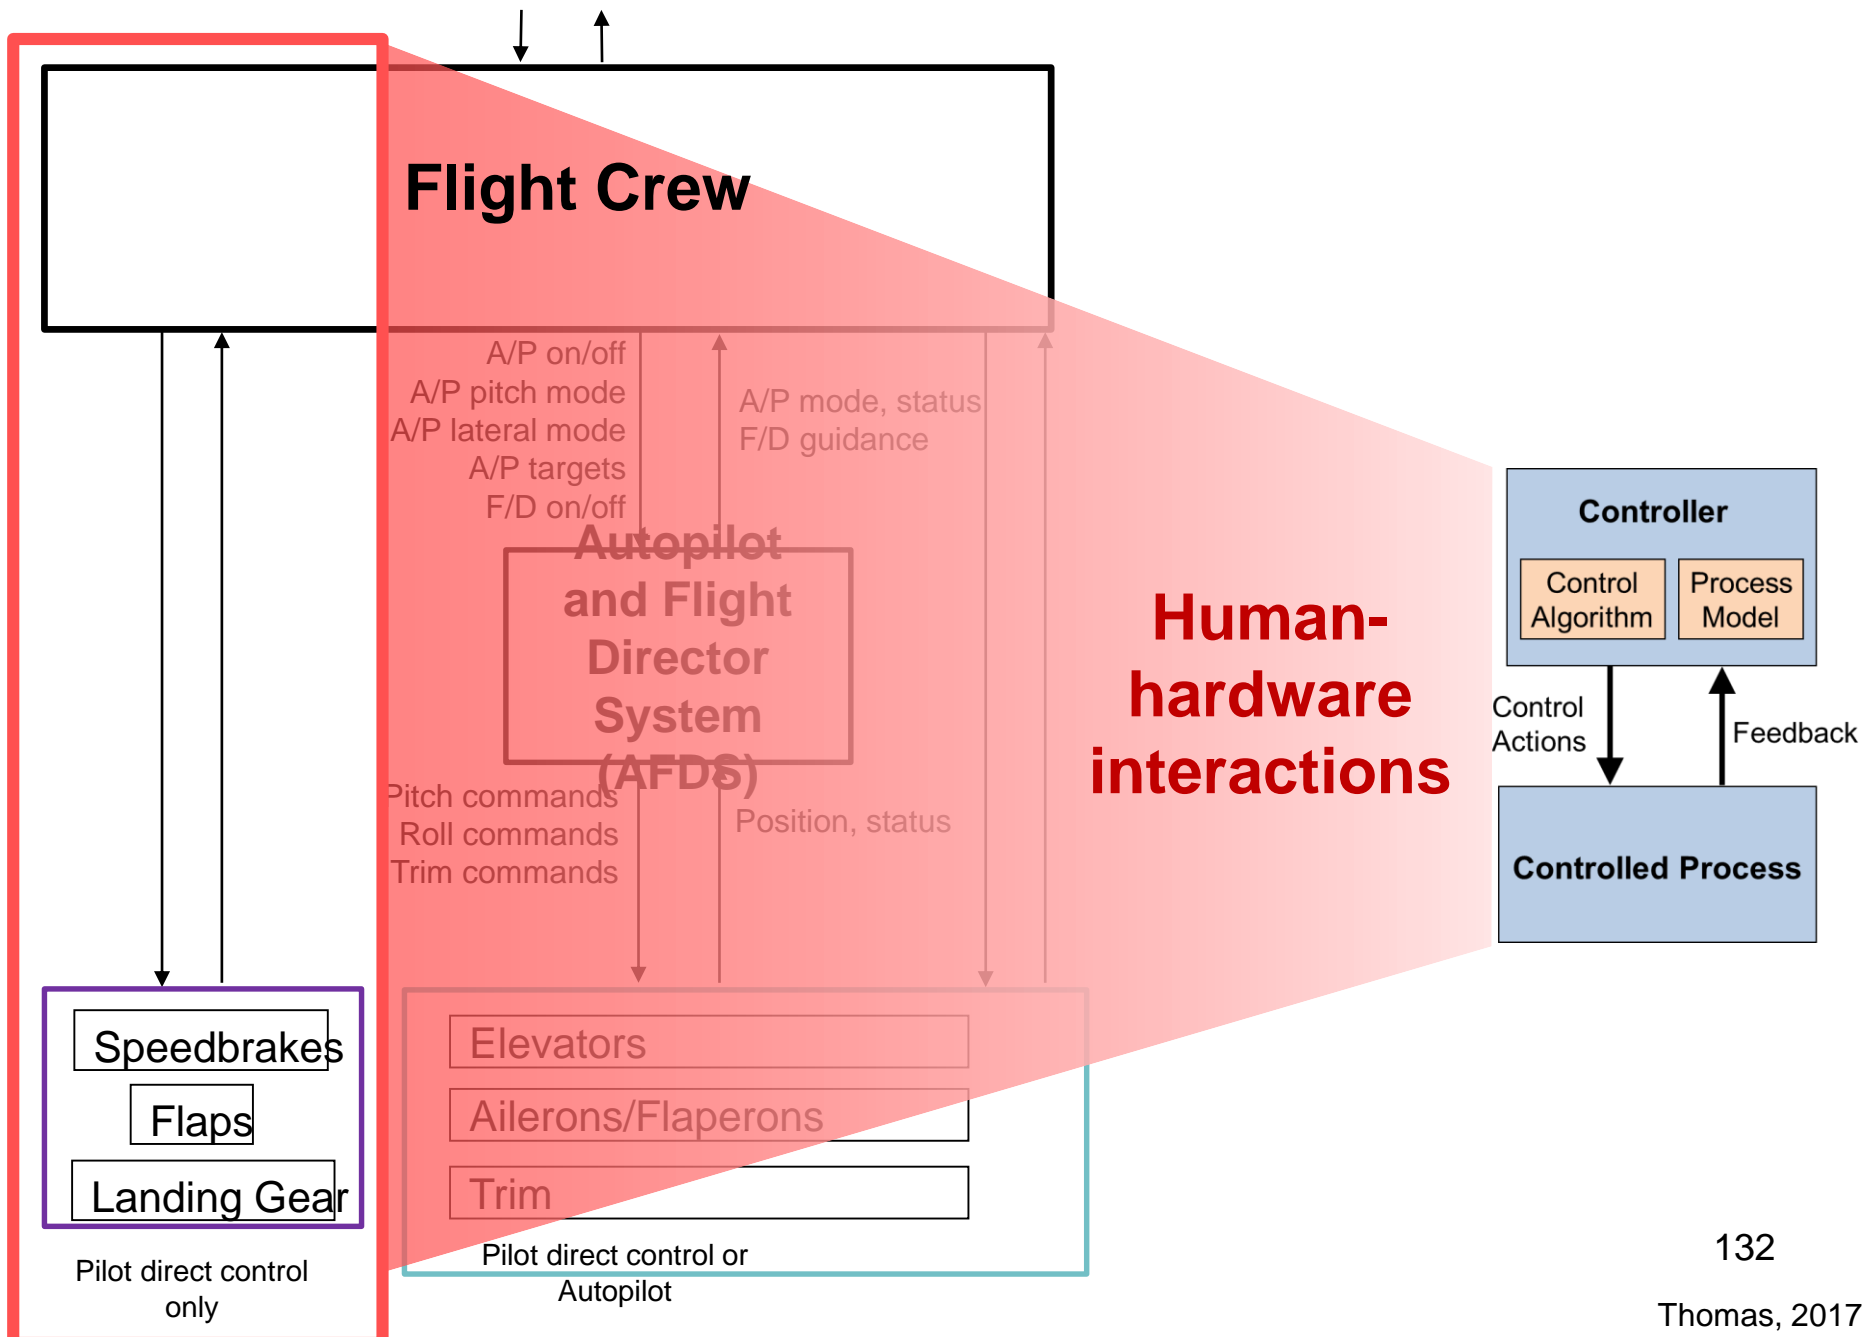 Flight Crew
A/P on/off
A/P pitch mode
A/P lateral mode
A/P targets
F/D on/off
A/P mode, status
F/D guidance
Autopilot
and Flight
Director
System
(AFDS)
Pitch commands
Roll commands
Trim commands
Position, status
Speedbrakes
Flaps
Landing Gear
Pilot direct control
only
Elevators
Ailerons/Flaperons
Trim
Pilot direct control or
Autopilot
Human-
hardware
interactions
Controller
Control
Algorithm
Process
Model
Control
Actions
Feedback
Controlled Process
132
Thomas, 2017